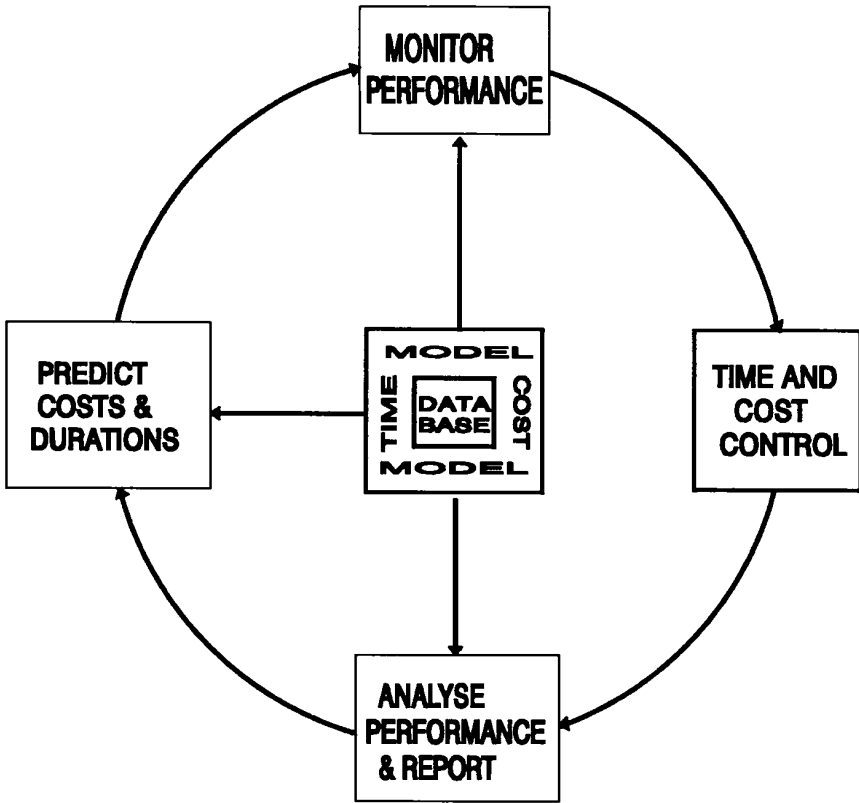 MONITOR
PERFORMANCE
PREDICT
COSTS &
DURATIONS
MODEL
TIME
DATA
BASE
COST
MODEL
TIME AND
COST
CONTROL
ANALYSE
PERFORMANCE
& REPORT